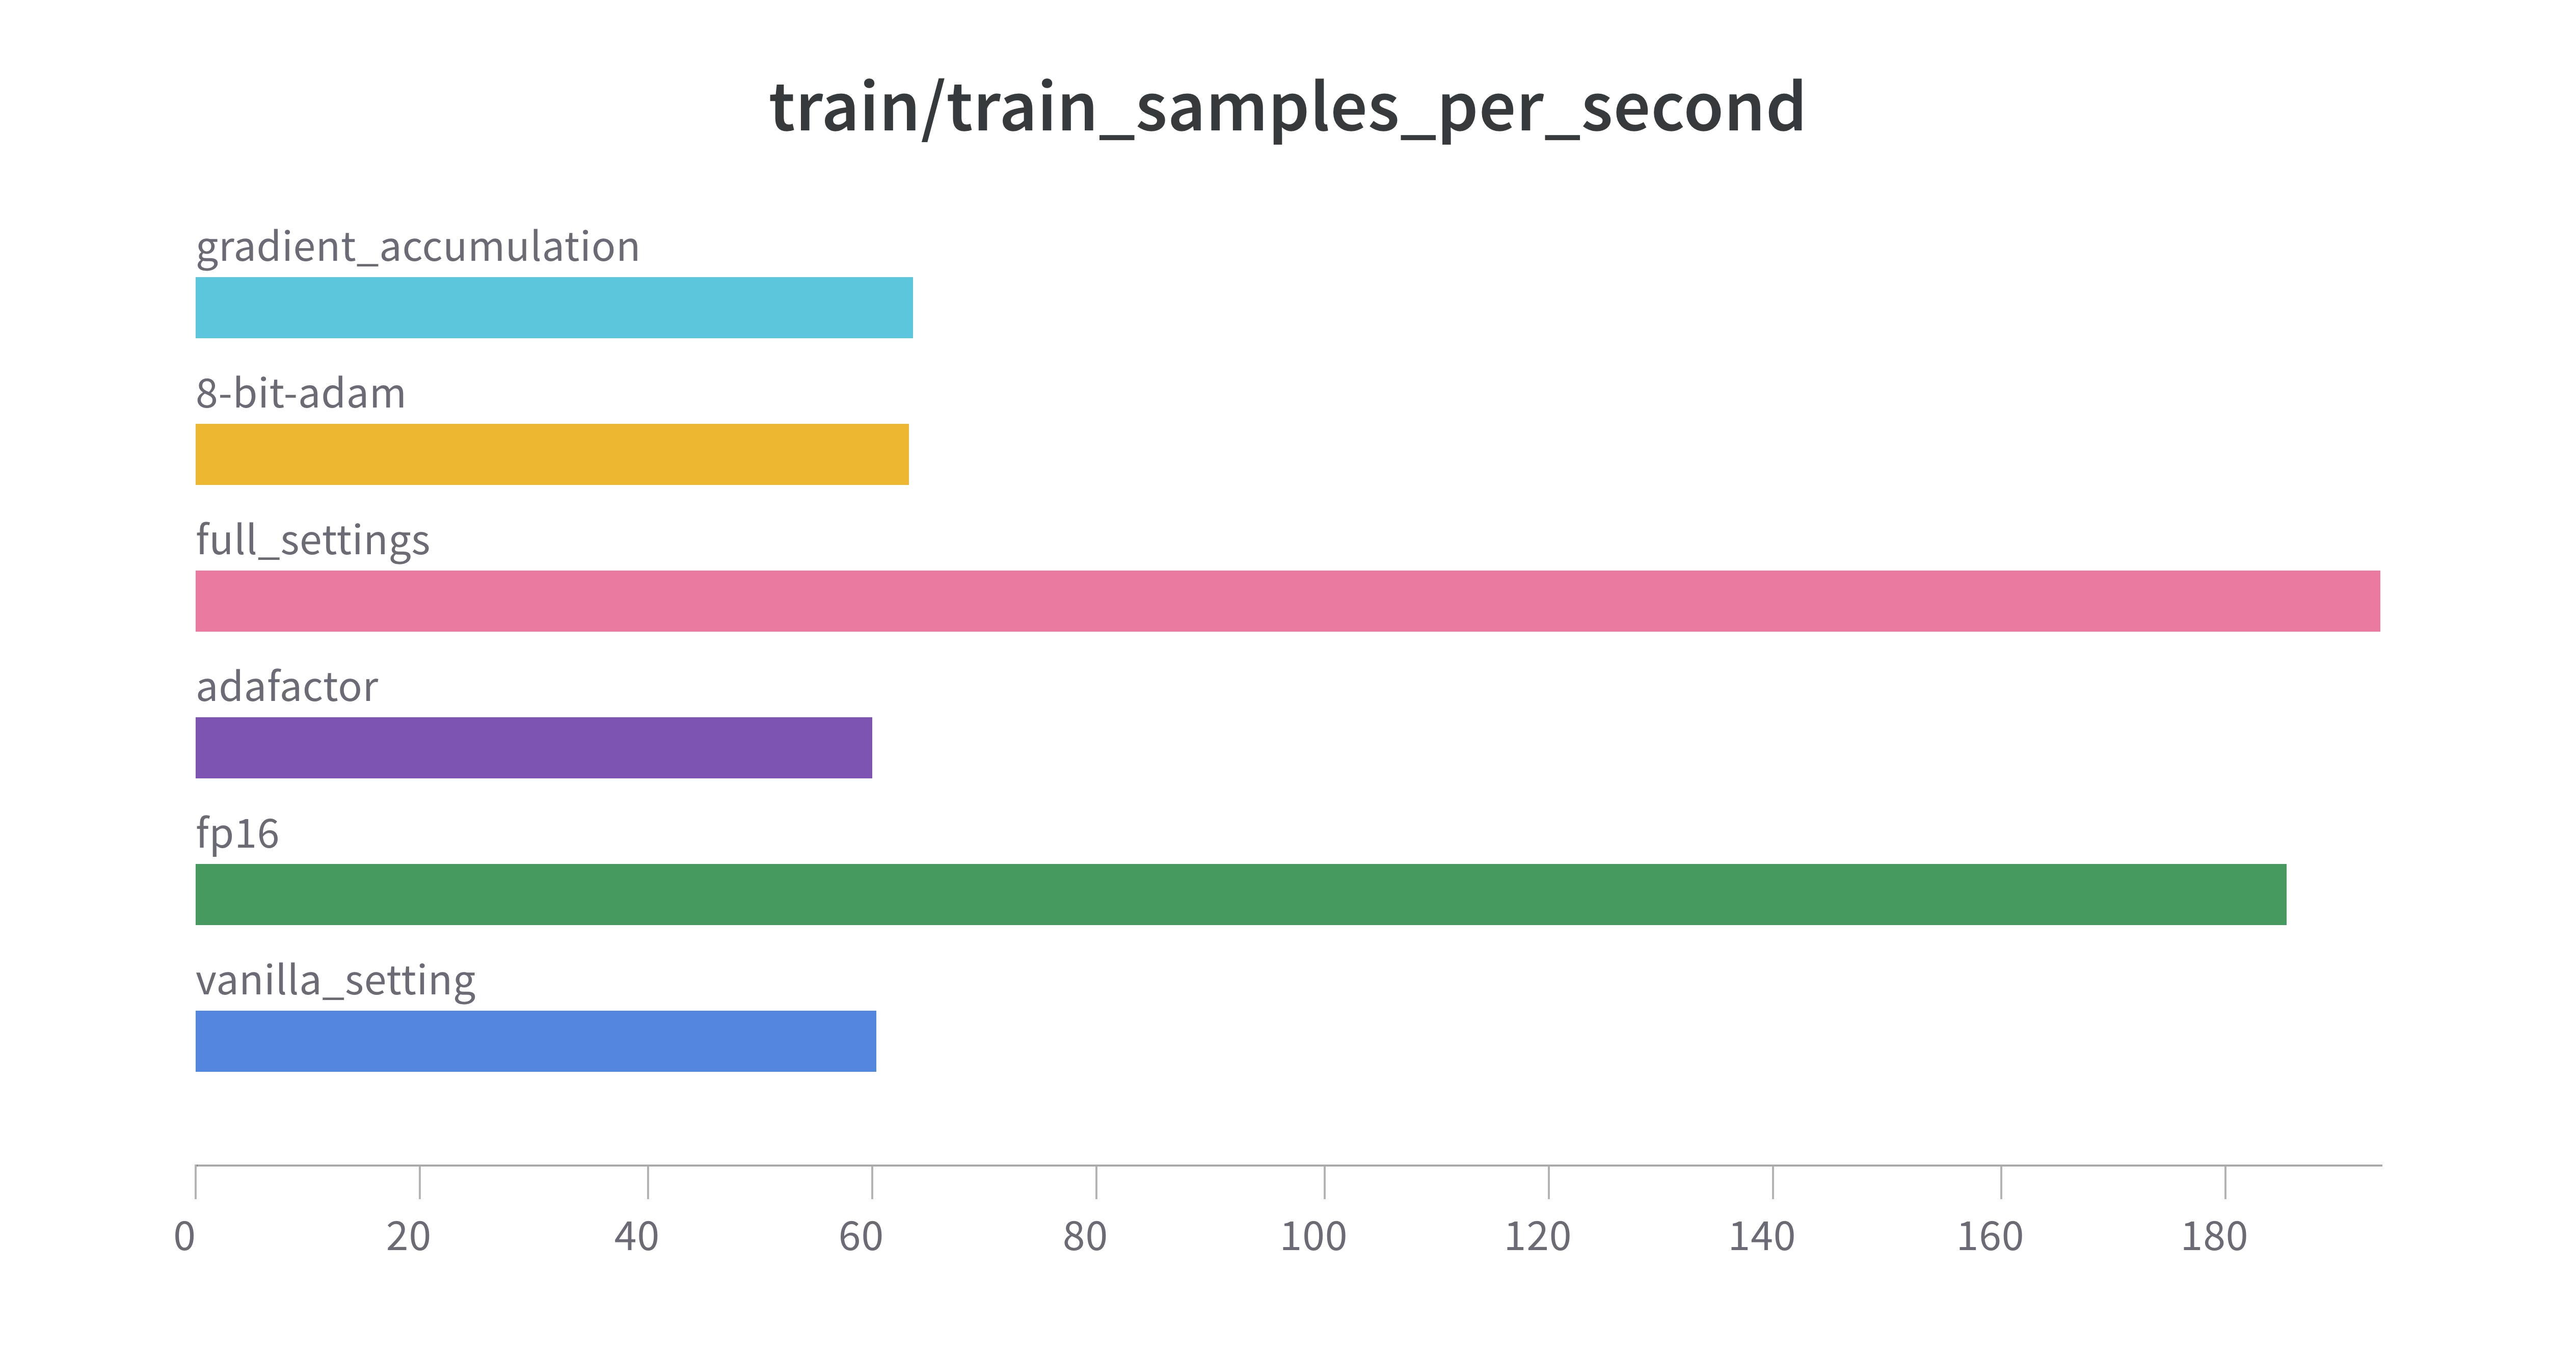 train/train_samples_per_second
gradient_accumulation
8-bit-adam
full_settings
adafactor
fp16
vanilla_setting
0 20 40 60 80 100 120 140 160 180